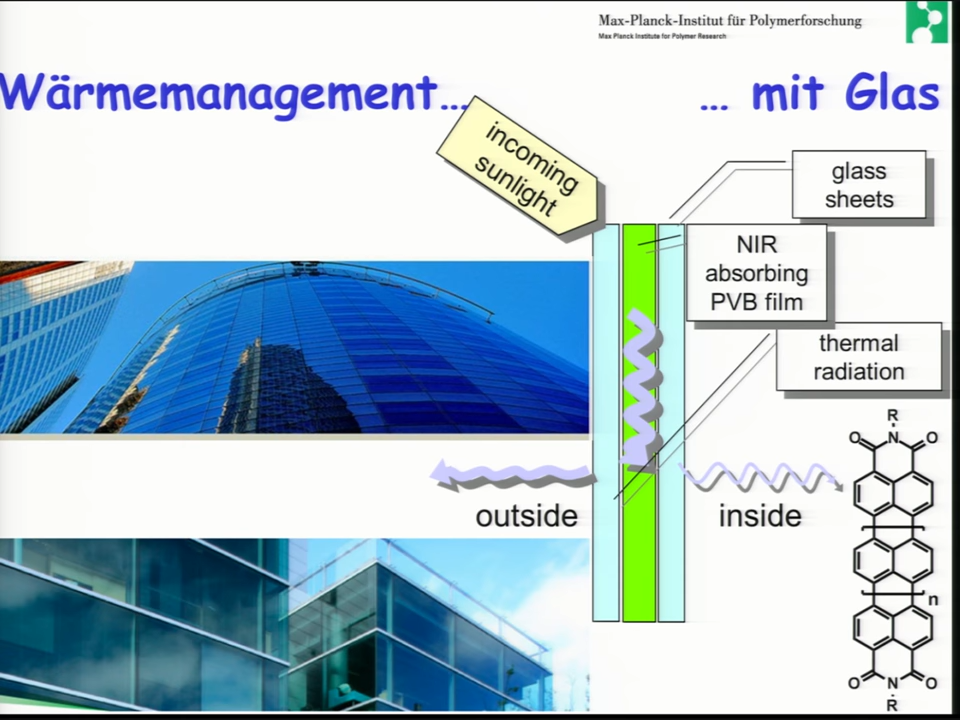 Max-Planck-Institut für Polymerforschung
Max Planck Institute for Polymer Research
Wärmemanagement... ... mit Glas
incoming
sunlight
glass
sheets
NIR
absorbing
PVB film
thermal
radiation
outside
inside
R
O N O
n
O N O
R